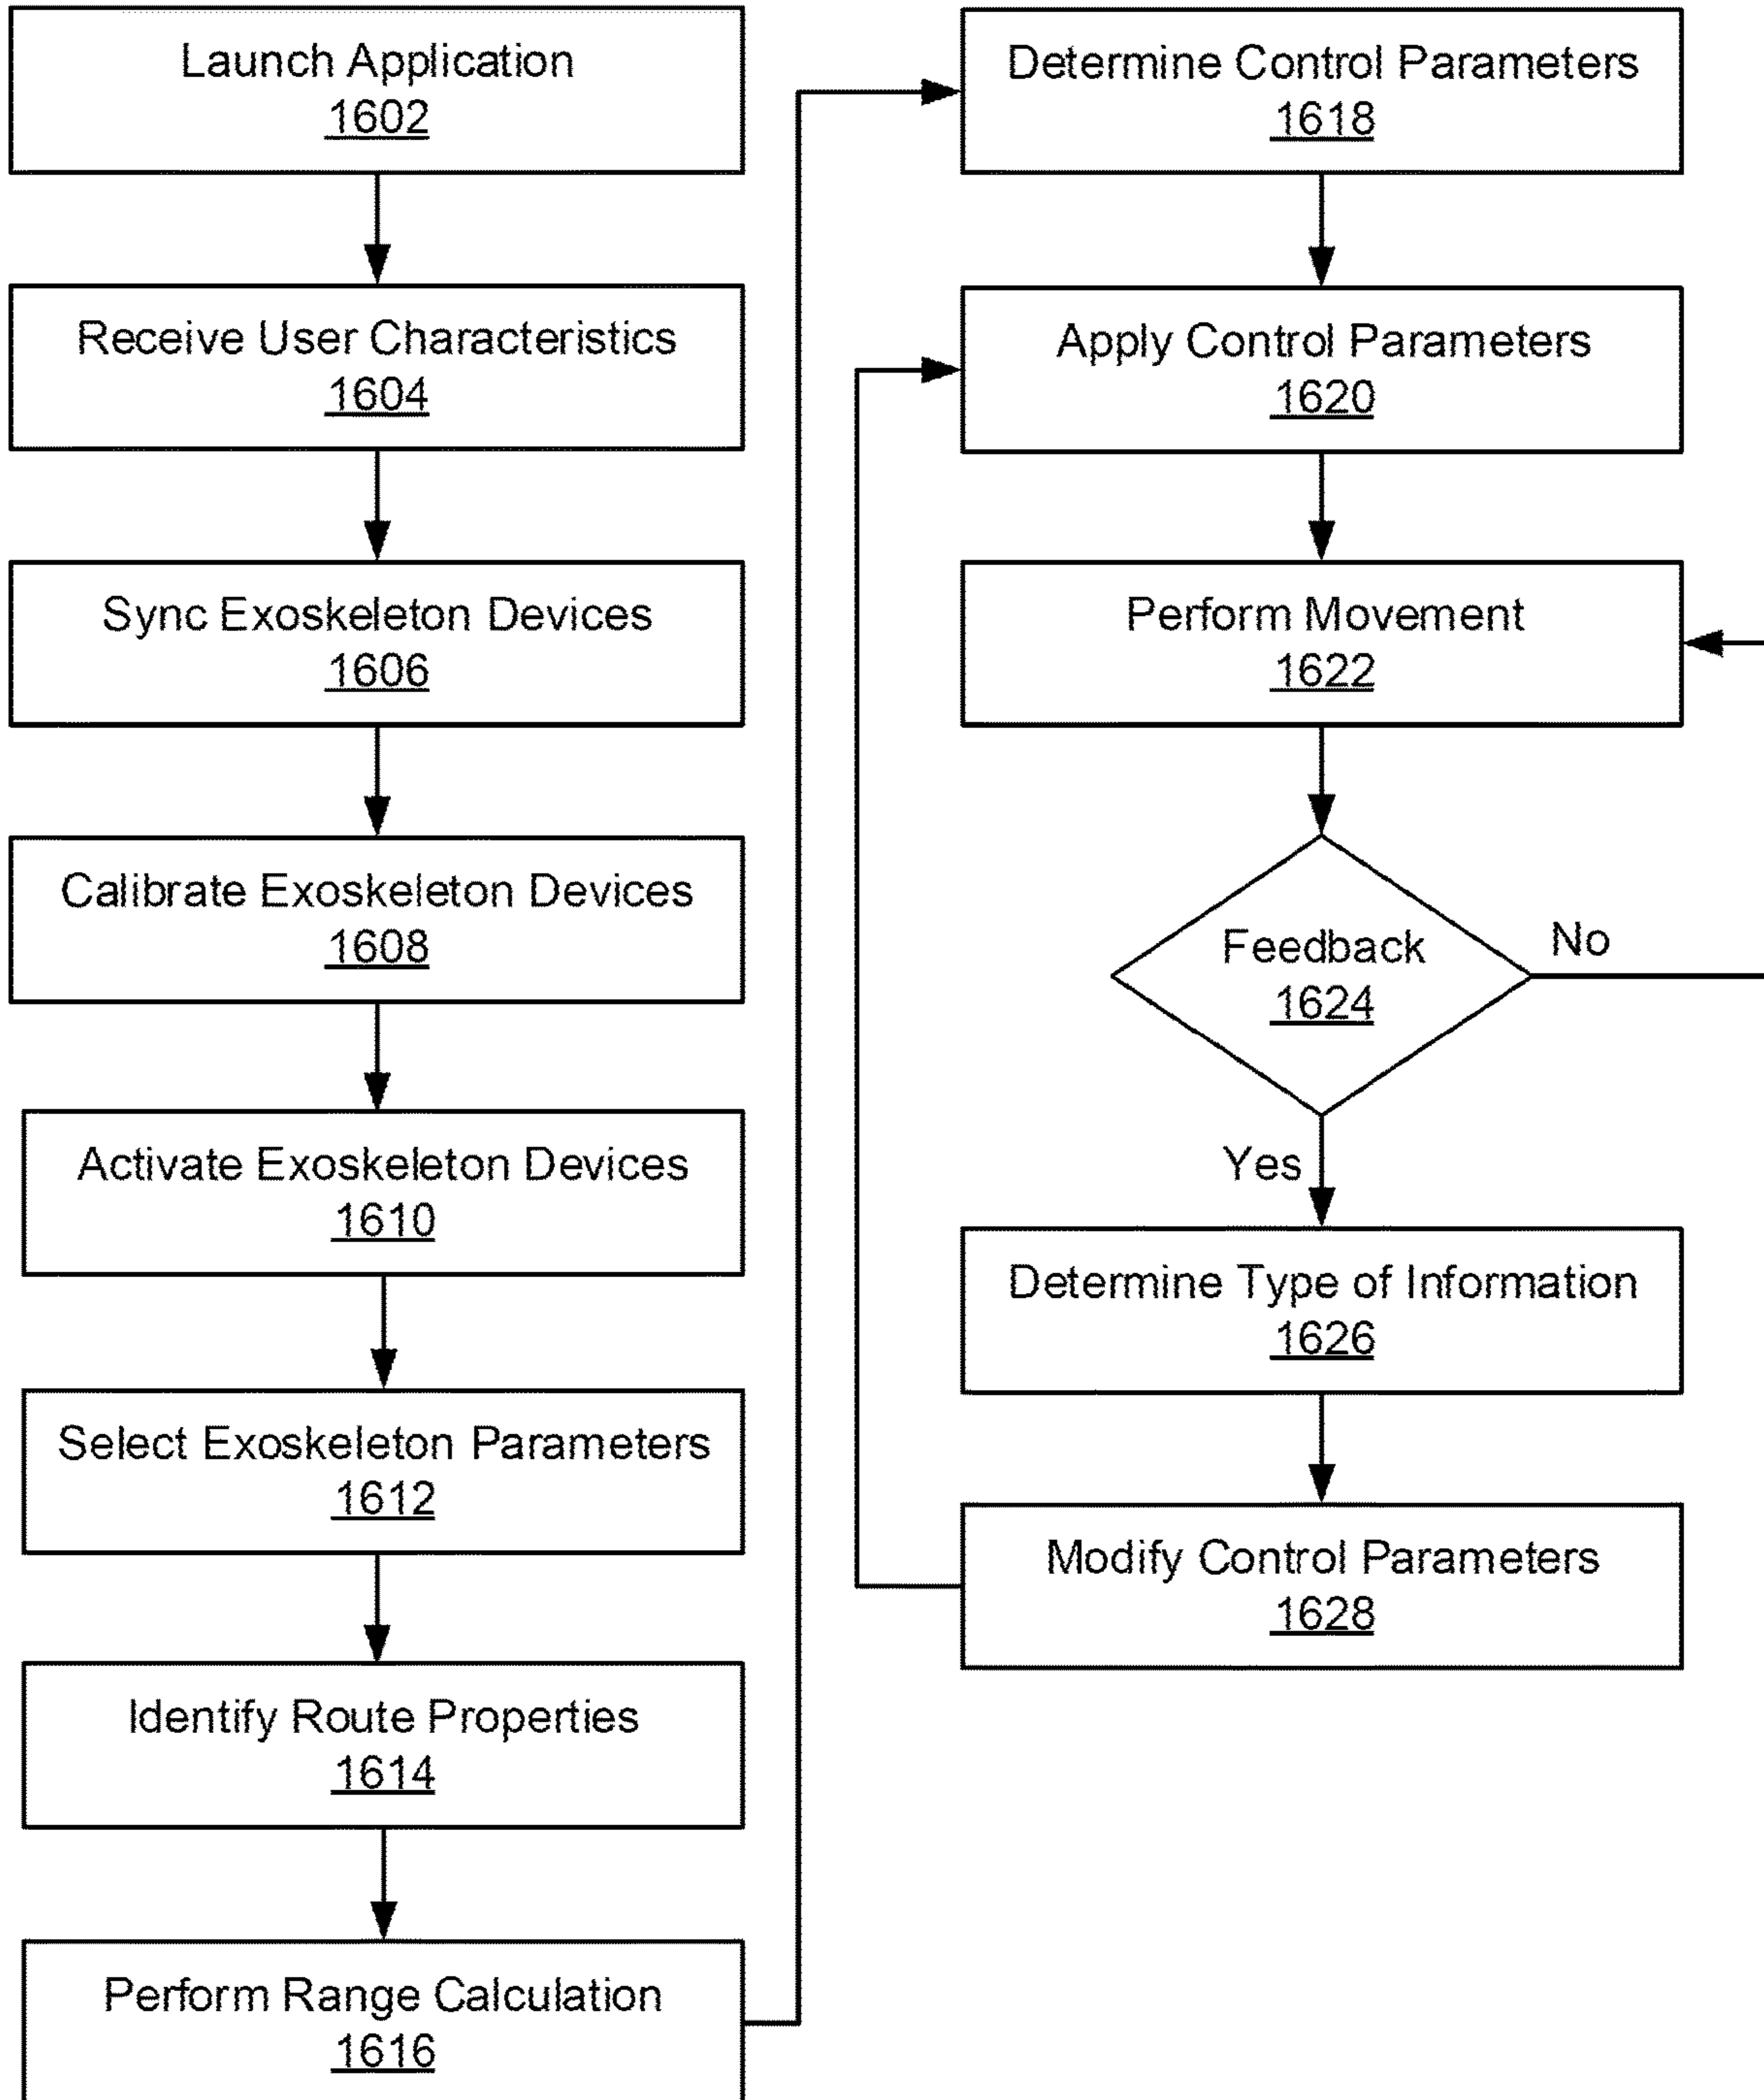 Launch Application
1602
Receive User Characteristics
1604
Sync Exoskeleton Devices
1606
Calibrate Exoskeleton Devices
1608
Activate Exoskeleton Devices
1610
Select Exoskeleton Parameters
1612
Identify Route Properties
1614
Perform Range Calculation
1616
Determine Control Parameters
1618
Apply Control Parameters
1620
Perform Movement
1622
Feedback
1624
No
Yes
Determine Type of Information
1626
Modify Control Parameters
1628